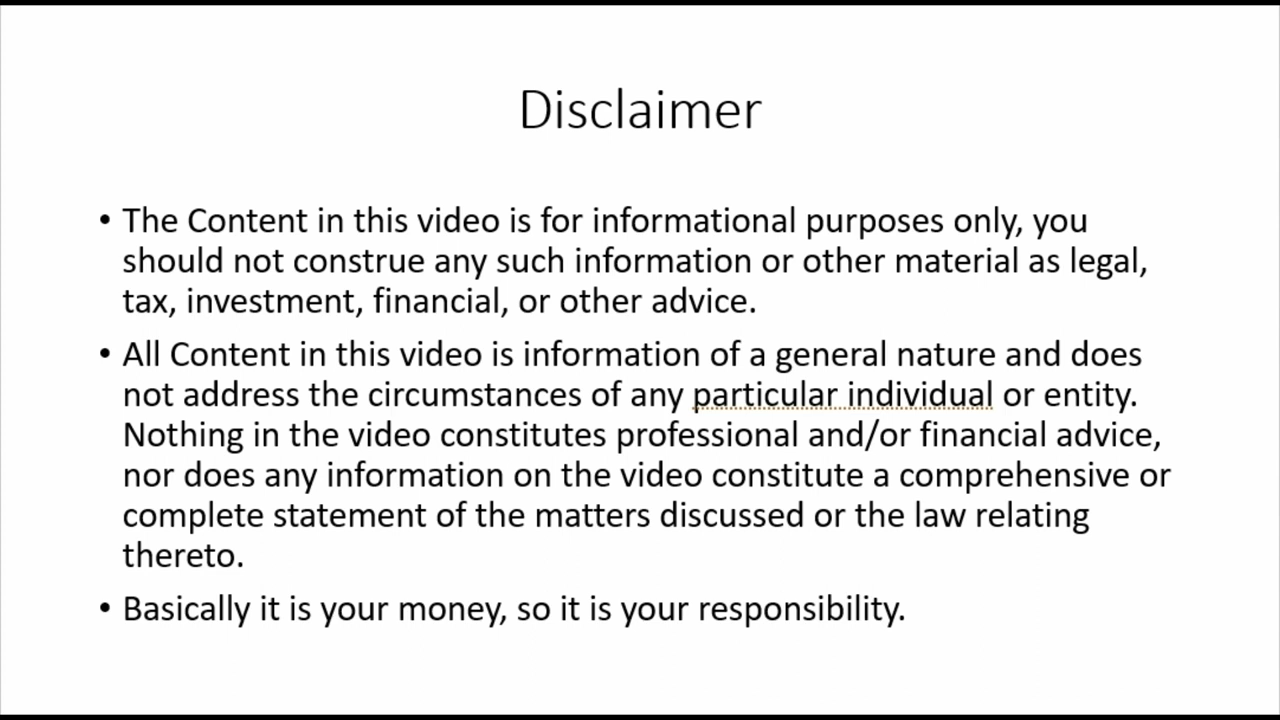 Disclaimer
• The Content in this video is for informational purposes only, you
should not construe any such information or other material as legal,
tax, investment, financial, or other advice.
• All Content in this video is information of a general nature and does
not address the circumstances of any particular individual or entity.
Nothing in the video constitutes professional and/or financial advice,
nor does any information on the video constitute a comprehensive or
complete statement of the matters discussed or the law relating
thereto.
• Basically it is your money, so it is your responsibility.